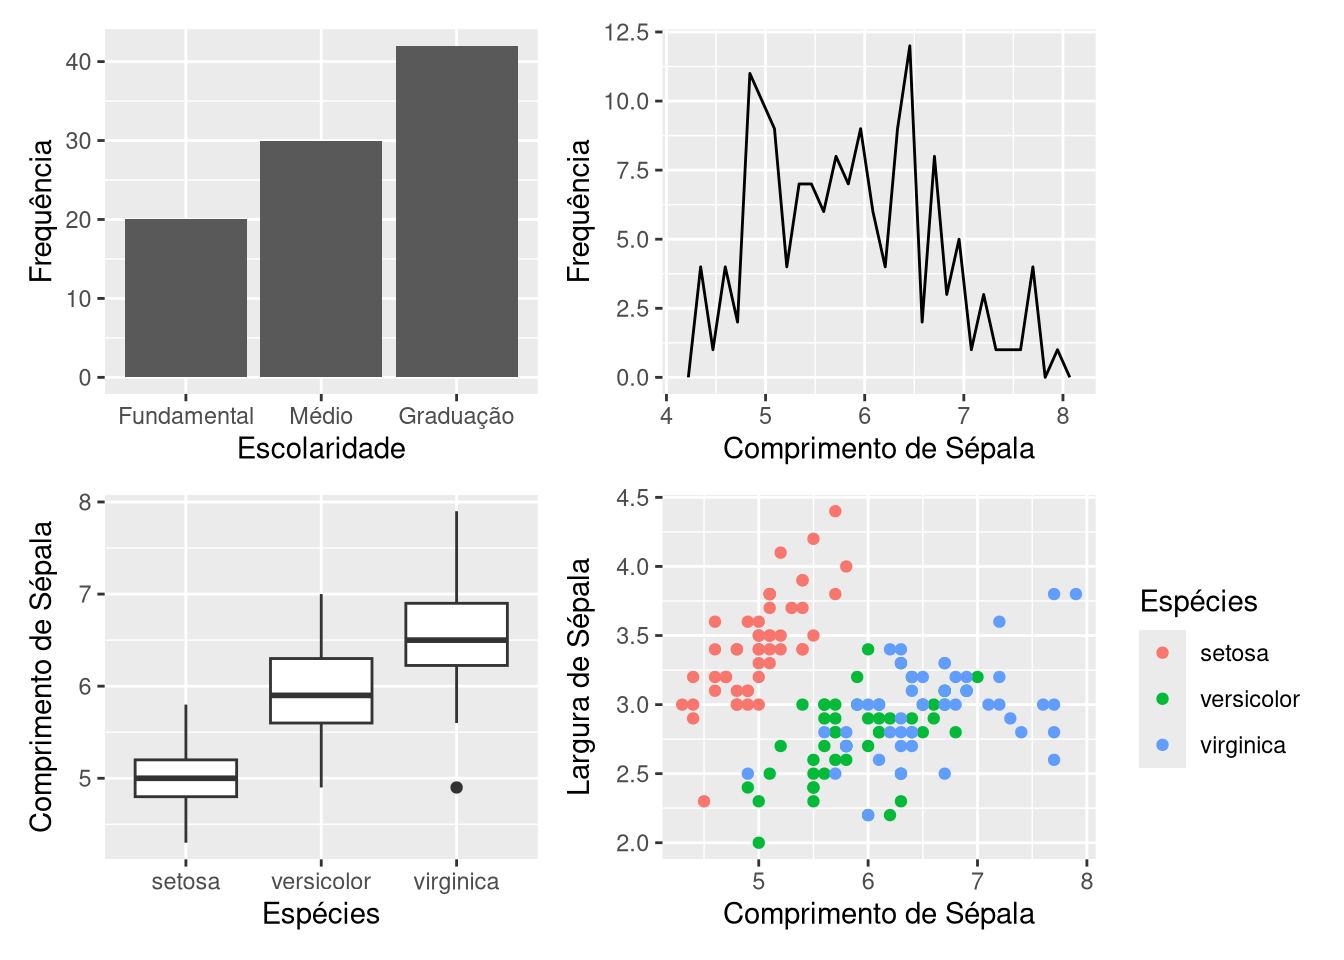 40
30
20
10
0
Frequência
Fundamental Médio Graduação
Escolaridade
12.5
10.0
7.5
5.0
2.5
0.0
Frequência
4 5 6 7 8
Comprimento de Sépala
8
7
6
5
Comprimento de Sépala
setosa versicolor virginica
Espécies
4.5
4.0
3.5
3.0
2.5
2.0
Largura de Sépala
5 6 7 8
Comprimento de Sépala
Espécies
setosa
versicolor
virginica